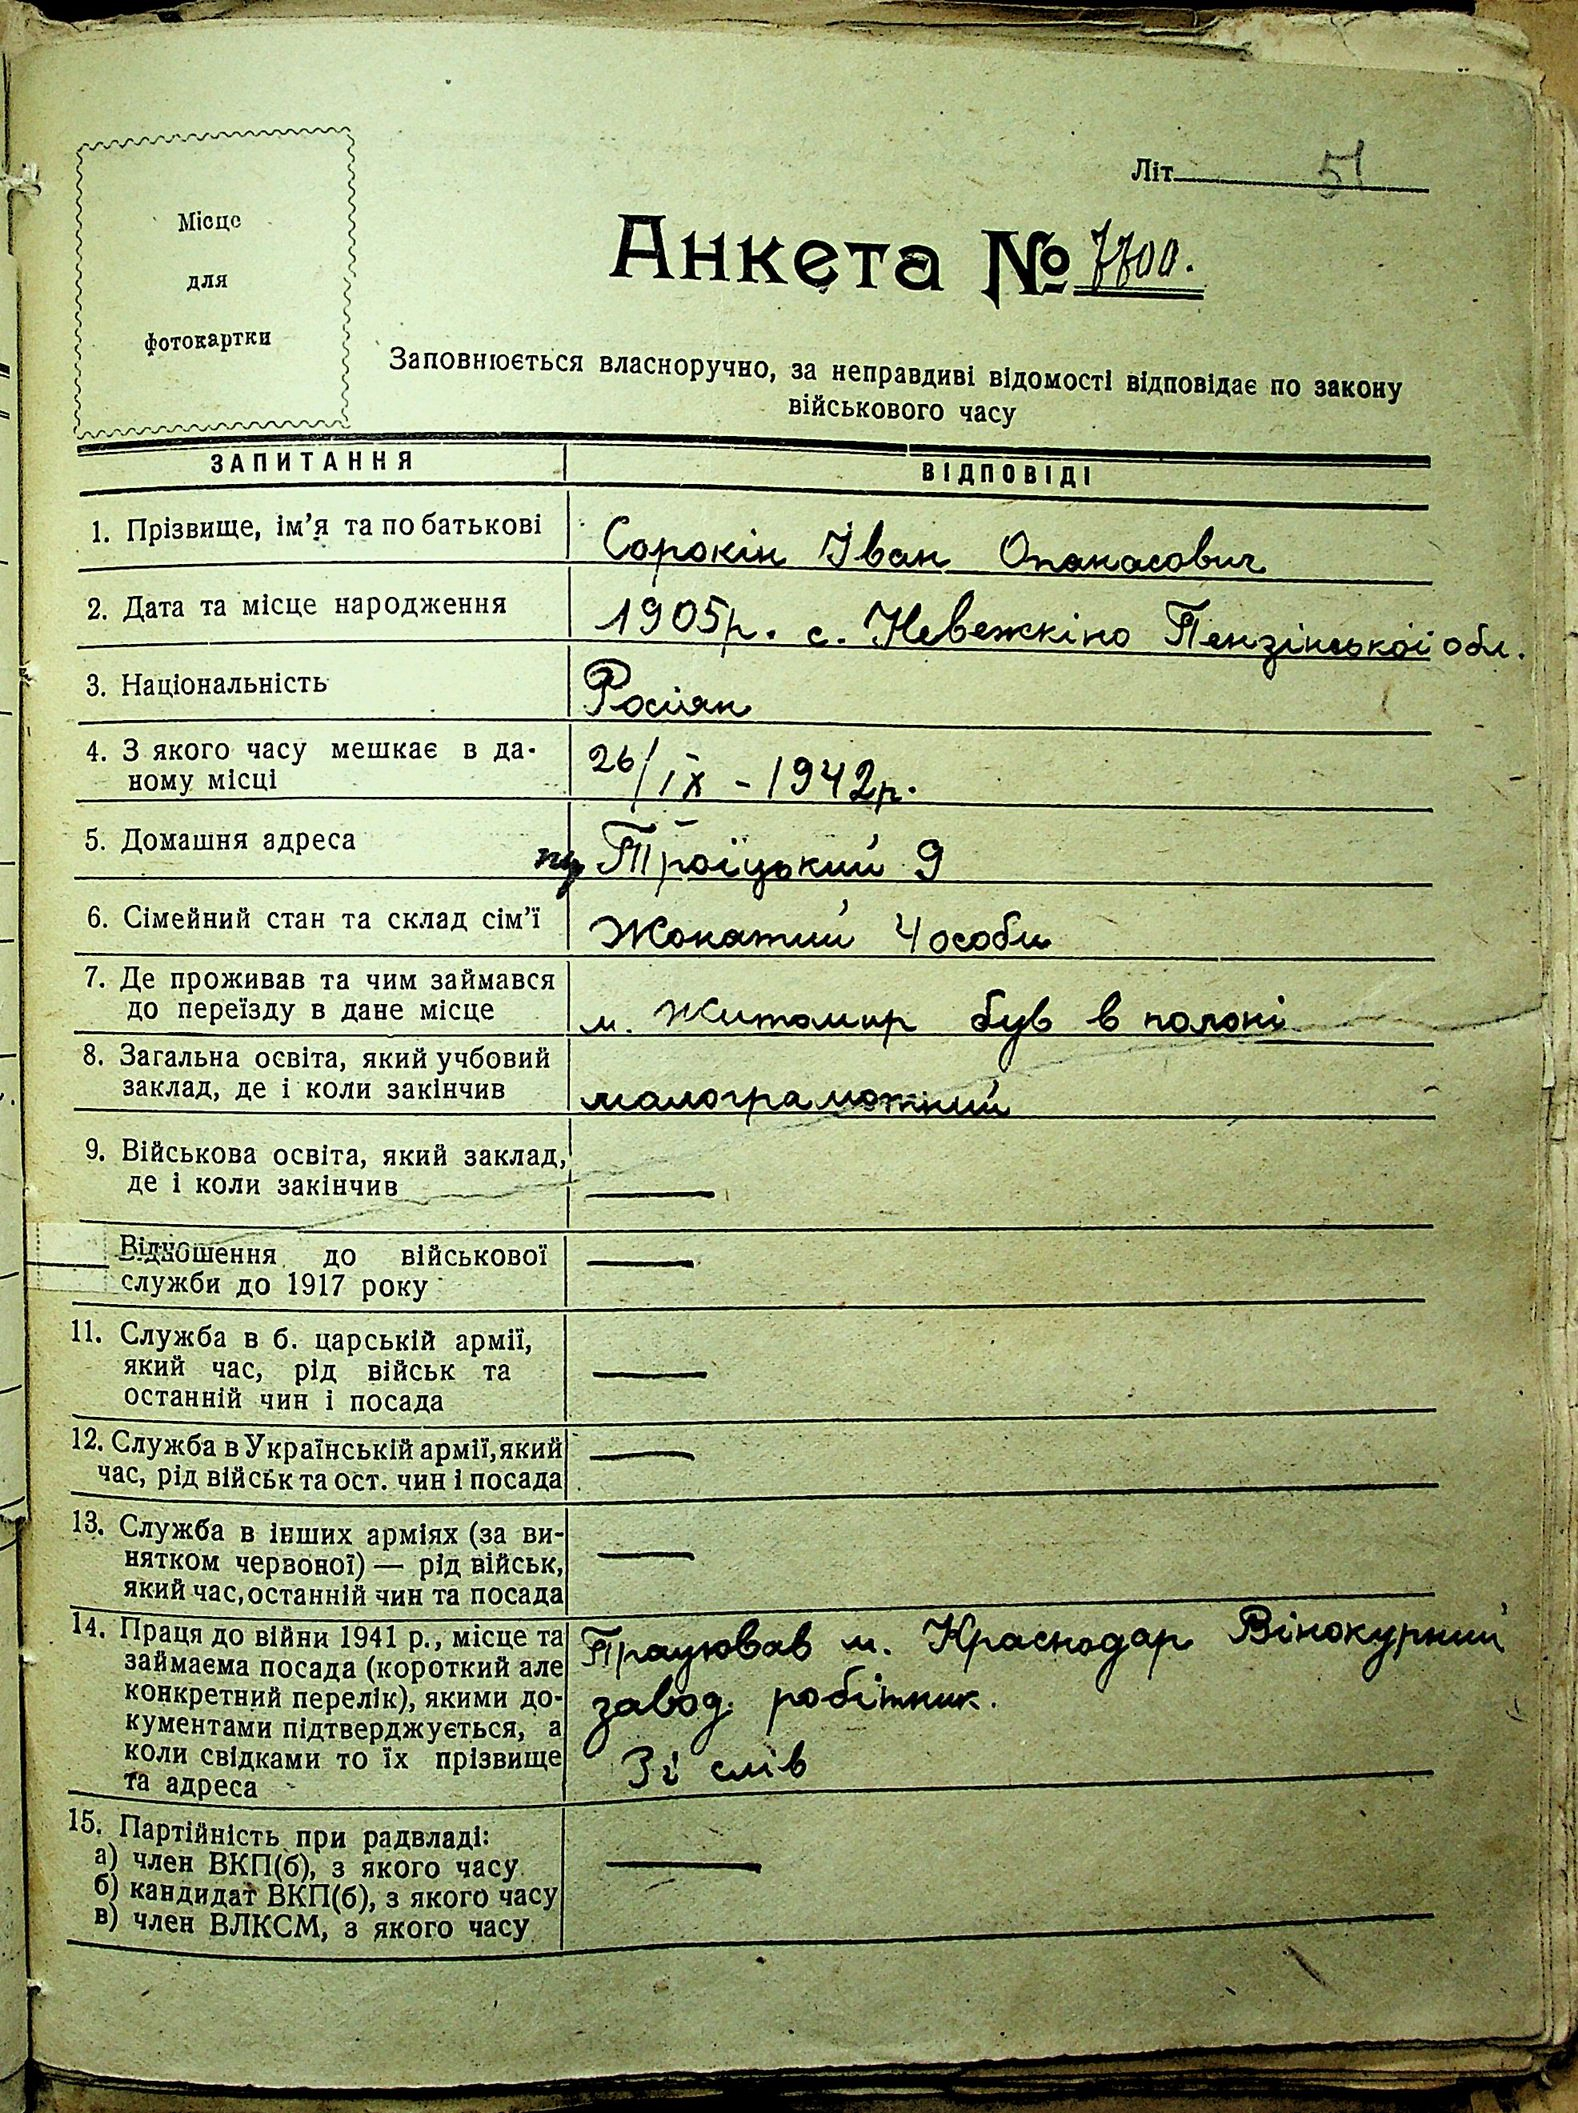 Літ. 51
Місце
для
фотокартки
Анкета № 7700.
Заповнюється власноручно, за неправдиві відомості відповідає по закону
військового часу
ЗАПИТАННЯ ВІДПОВІДІ
1. Прізвище, ім’я та по батькові Сорокін Іван Опанасович
2. Дата та місце народження 1905р. с. Невежкіно Пензінської обл.
3. Національність Росіян
4. З якого часу мешкає в да-
ному місці 26/ІХ - 1942р.
5. Домашня адреса Троїцький 9
6. Сімейний стан та склад сім’ї Жонатий 4 особи
7. Де проживав та чим займався
до переїзду в дане місце м. Житомир був в полоні
8. Загальна освіта, який учбовий
заклад, де і коли закінчив малограмотний
9. Військова освіта, який заклад,
де і коли закінчив —
Відношення до військової
служби до 1917 року —
11. Служба в б. царській армії,
який час, рід військ та
останній чин і посада —
12. Служба в Українській армії, який
час, рід військ та ост. чин і посада —
13. Служба в інших арміях (за ви-
нятком червоної) — рід військ,
який час, останній чин та посада —
14. Праця до війни 1941 р., місце та
займаєма посада (короткий але
конкретний перелік), якими до-
кументами підтверджується, а
коли свідками то їх прізвище
та адреса
Працював м. Краснодар Вінокурний
завод. робітник.
Зі слів
15. Партійність при радвладі:
а) член ВКП(б), з якого часу
б) кандидат ВКП(б), з якого часу
в) член ВЛКСМ, з якого часу —